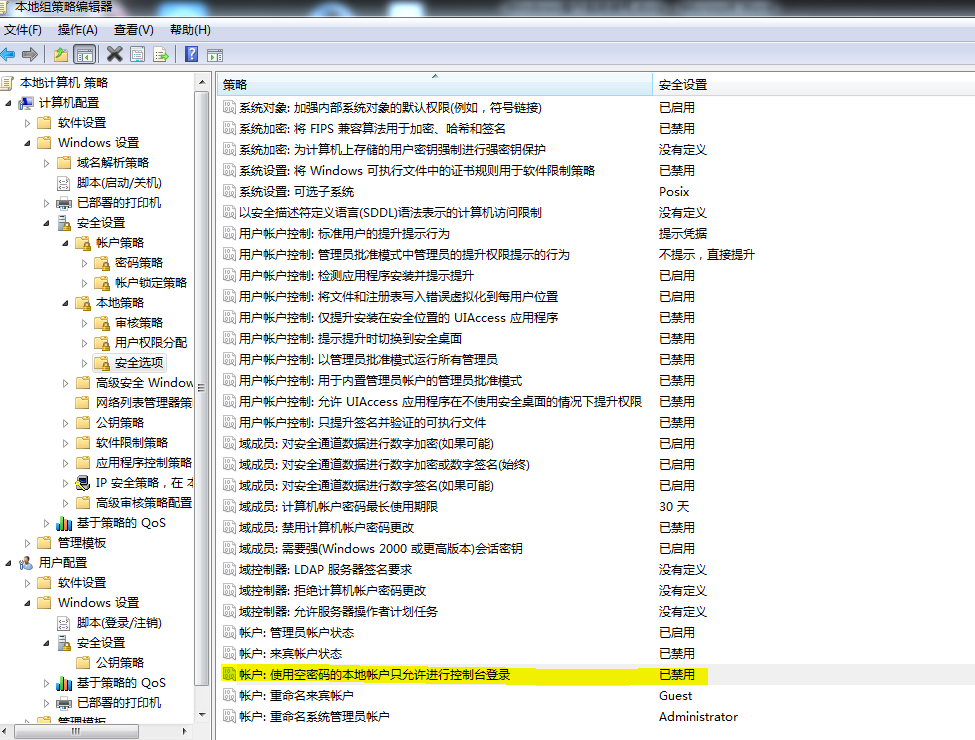 本地组策略编辑器
文件(F) 操作(A) 查看(V) 帮助(H)
本地计算机 策略
计算机配置
软件设置
Windows 设置
域名解析策略
脚本(启动/关机)
已部署的打印机
安全设置
帐户策略
密码策略
帐户锁定策略
本地策略
审核策略
用户权限分配
安全选项
高级安全 Window
网络列表管理器策
公钥策略
软件限制策略
应用程序控制策略
IP 安全策略，在 本
高级审核策略配置
基于策略的 QoS
管理模板
用户配置
软件设置
Windows 设置
脚本(登录/注销)
安全设置
公钥策略
基于策略的 QoS
已部署的打印机
管理模板
策略 安全设置
系统对象: 加强内部系统对象的默认权限(例如，符号链接) 已启用
系统加密: 将 FIPS 兼容算法用于加密、哈希和签名 已禁用
系统加密: 为计算机上存储的用户密钥强制进行强密钥保护 没有定义
系统设置: 将 Windows 可执行文件中的证书规则用于软件限制策略 已禁用
系统设置: 可选子系统 Posix
以安全描述符定义语言(SDDL)语法表示的计算机访问限制 没有定义
用户帐户控制: 标准用户的提升提示行为 提示凭据
用户帐户控制: 管理员批准模式中管理员的提升权限提示的行为 不提示，直接提升
用户帐户控制: 检测应用程序安装并提示提升 已启用
用户帐户控制: 将文件和注册表写入错误虚拟化到每用户位置 已启用
用户帐户控制: 仅提升安装在安全位置的 UIAccess 应用程序 已启用
用户帐户控制: 提示提升时切换到安全桌面 已禁用
用户帐户控制: 以管理员批准模式运行所有管理员 已禁用
用户帐户控制: 用于内置管理员帐户的管理员批准模式 已禁用
用户帐户控制: 允许 UIAccess 应用程序在不使用安全桌面的情况下提升权限 已禁用
用户帐户控制: 只提升签名并验证的可执行文件 已禁用
域成员: 对安全通道数据进行数字加密(如果可能) 已启用
域成员: 对安全通道数据进行数字加密或数字签名(始终) 已启用
域成员: 对安全通道数据进行数字签名(如果可能) 已启用
域成员: 计算机帐户密码最长使用期限 30 天
域成员: 禁用计算机帐户密码更改 已禁用
域成员: 需要强(Windows 2000 或更高版本)会话密钥 已启用
域控制器: LDAP 服务器签名要求 没有定义
域控制器: 拒绝计算机帐户密码更改 没有定义
域控制器: 允许服务器操作者计划任务 没有定义
帐户: 管理员帐户状态 已启用
帐户: 来宾帐户状态 已禁用
帐户: 使用空密码的本地帐户只允许进行控制台登录 已禁用
帐户: 重命名来宾帐户 Guest
帐户: 重命名系统管理员帐户 Administrator